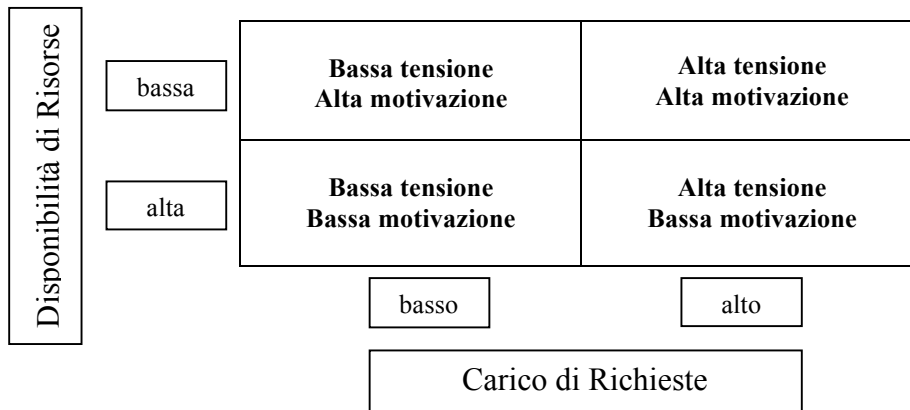 Disponibilità di Risorse
bassa
Bassa tensione
Alta motivazione
Alta tensione
Alta motivazione
alta
Bassa tensione
Bassa motivazione
Alta tensione
Bassa motivazione
basso
alto
Carico di Richieste